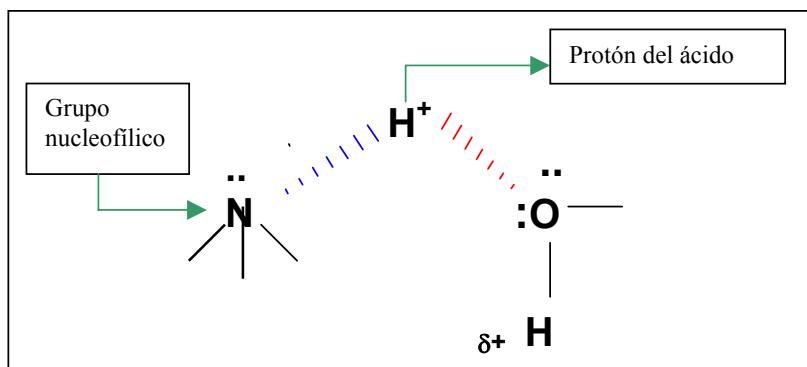 Protón del ácido
Grupo
nucleofílico
H+
..
N
..
:O
δ+ H